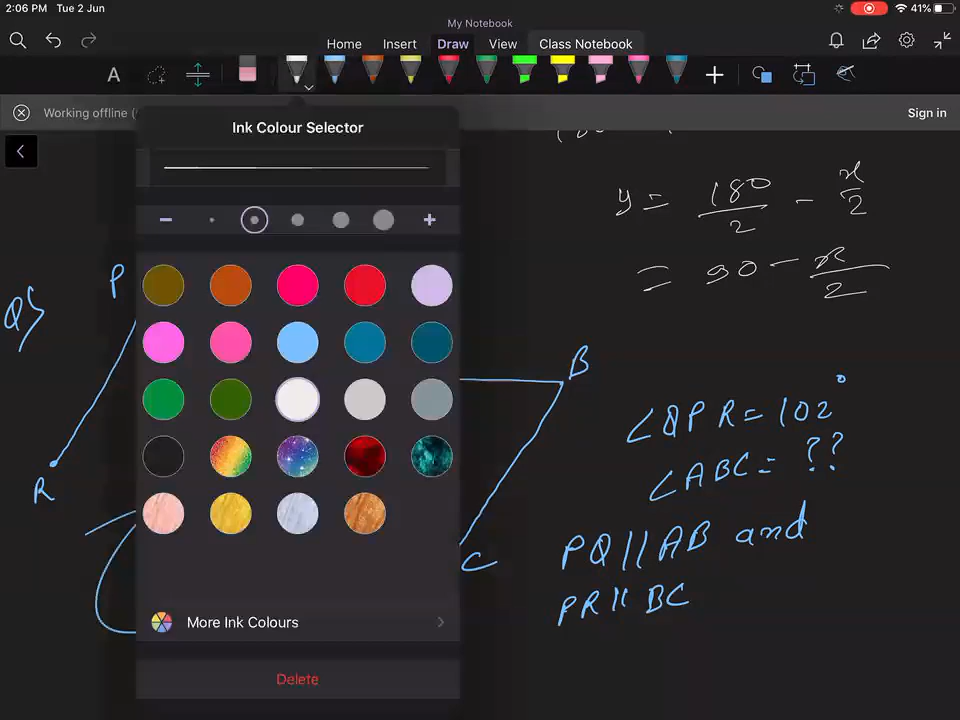 2:06 PM Tue 2 Jun 41%
My Notebook
Home Insert Draw View Class Notebook
A
Working offline ( Sign in
Ink Colour Selector
y = 180/2 - x/2
= 90 - x/2
Q)
P
B
R
C
∠QPR = 102°
∠ABC = ??
PQ || AB and
PR || BC
More Ink Colours
Delete